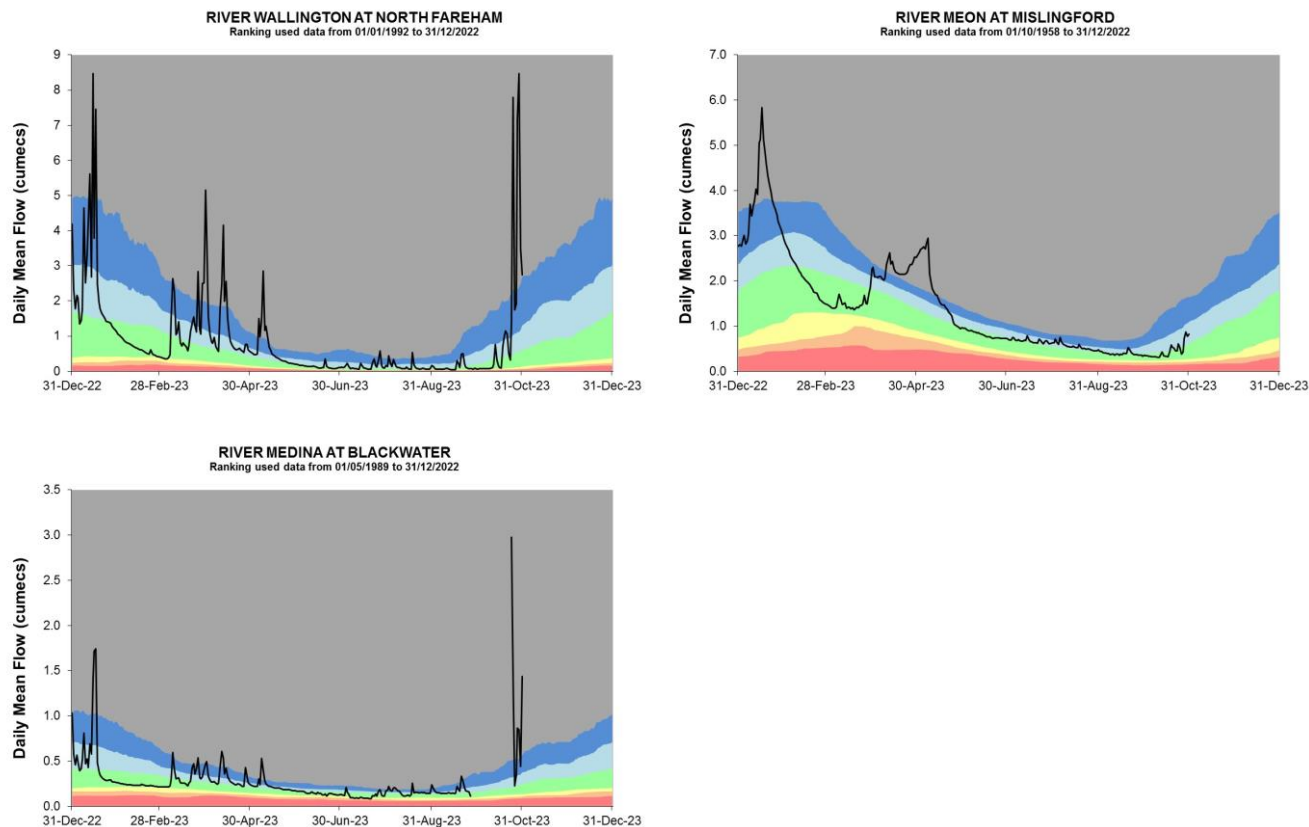 RIVER WALLINGTON AT NORTH FAREHAM
Ranking used data from 01/01/1992 to 31/12/2022
Daily Mean Flow (cumecs)
9
8
7
6
5
4
3
2
1
0
31-Dec-22 28-Feb-23 30-Apr-23 30-Jun-23 31-Aug-23 31-Oct-23 31-Dec-23
RIVER MEON AT MISLINGFORD
Ranking used data from 01/10/1958 to 31/12/2022
Daily Mean Flow (cumecs)
7.0
6.0
5.0
4.0
3.0
2.0
1.0
0.0
31-Dec-22 28-Feb-23 30-Apr-23 30-Jun-23 31-Aug-23 31-Oct-23 31-Dec-23
RIVER MEDINA AT BLACKWATER
Ranking used data from 01/05/1989 to 31/12/2022
Daily Mean Flow (cumecs)
3.5
3.0
2.5
2.0
1.5
1.0
0.5
0.0
31-Dec-22 28-Feb-23 30-Apr-23 30-Jun-23 31-Aug-23 31-Oct-23 31-Dec-23